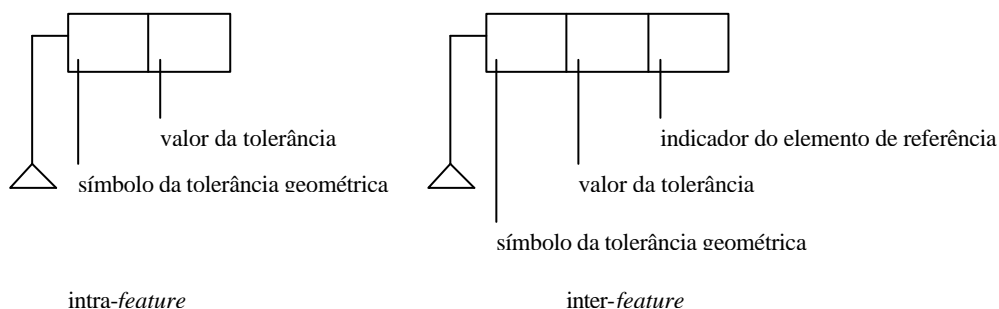 valor da tolerância
símbolo da tolerância geométrica
indicador do elemento de referência
valor da tolerância
símbolo da tolerância geométrica
intra-feature
inter-feature